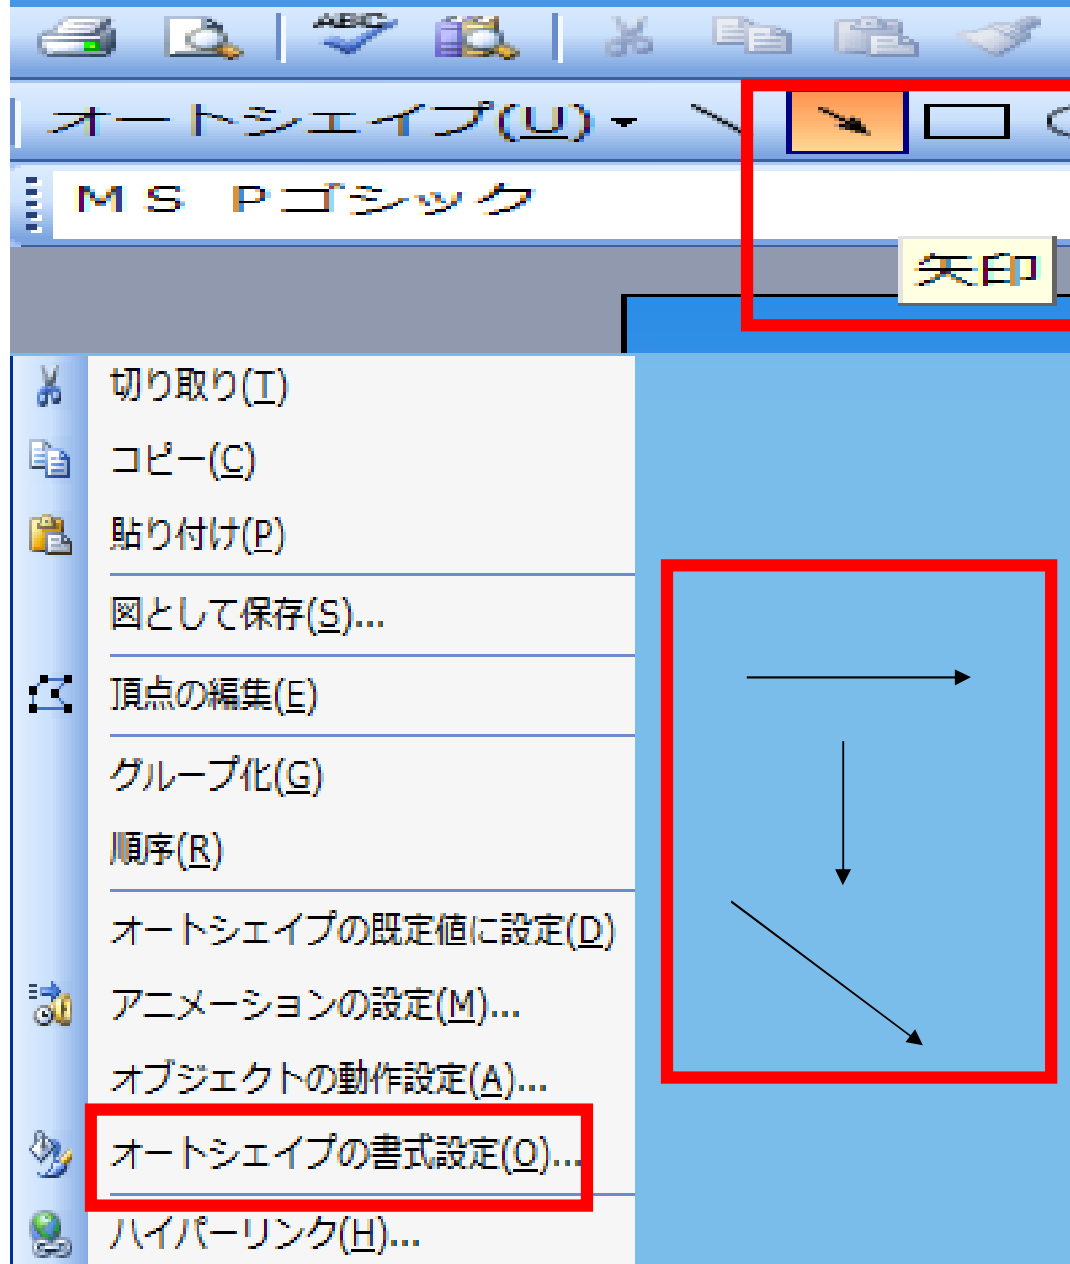 ABC
オートシェイプ(U)
ＭＳ Ｐゴシック
矢印
切り取り(T)
コピー(C)
貼り付け(P)
図として保存(S)...
頂点の編集(E)
グループ化(G)
順序(R)
オートシェイプの既定値に設定(D)
アニメーションの設定(M)...
オブジェクトの動作設定(A)...
オートシェイプの書式設定(O)...
ハイパーリンク(H)...